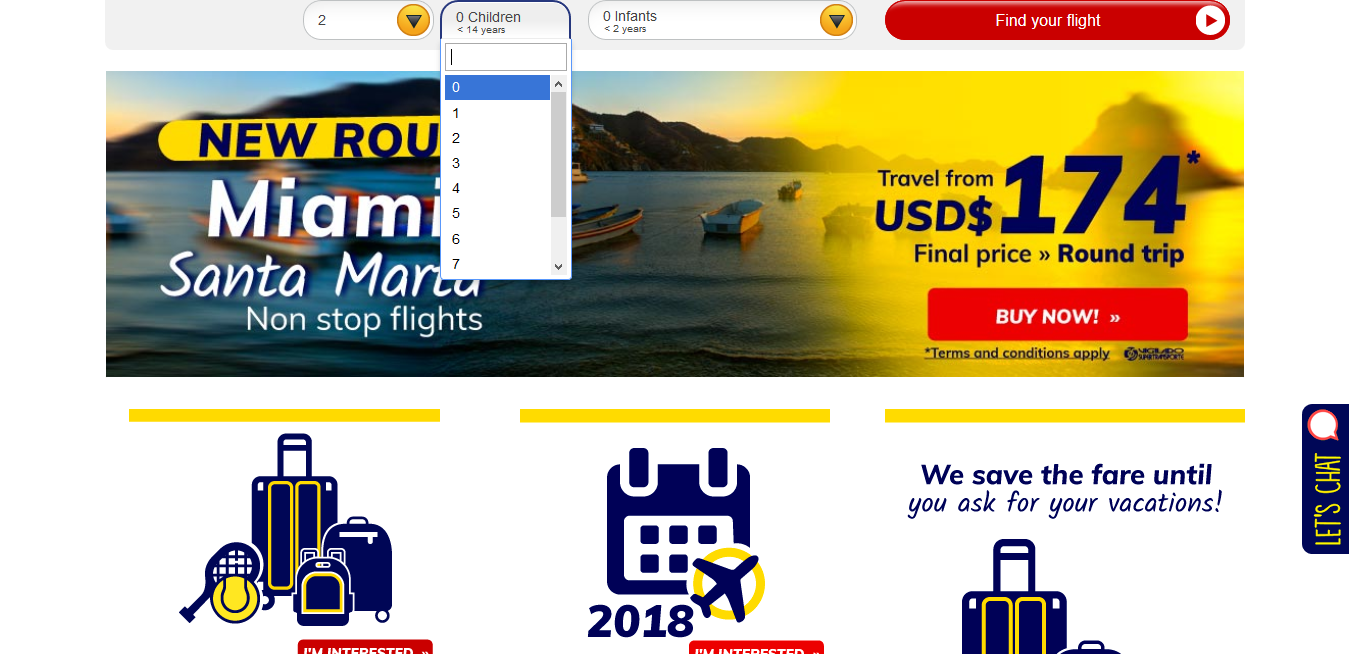 2
0 Children
< 14 years
0 Infants
< 2 years
Find your flight
0
1
2
3
4
5
6
7
NEW ROU
Miami
Santa Marta
Non stop flights
Travel from
USD$174*
Final price » Round trip
BUY NOW! »
*Terms and conditions apply
LET'S CHAT
We save the fare until
you ask for your vacations!
2018
I'M INTERESTED »
I'M INTERESTED »